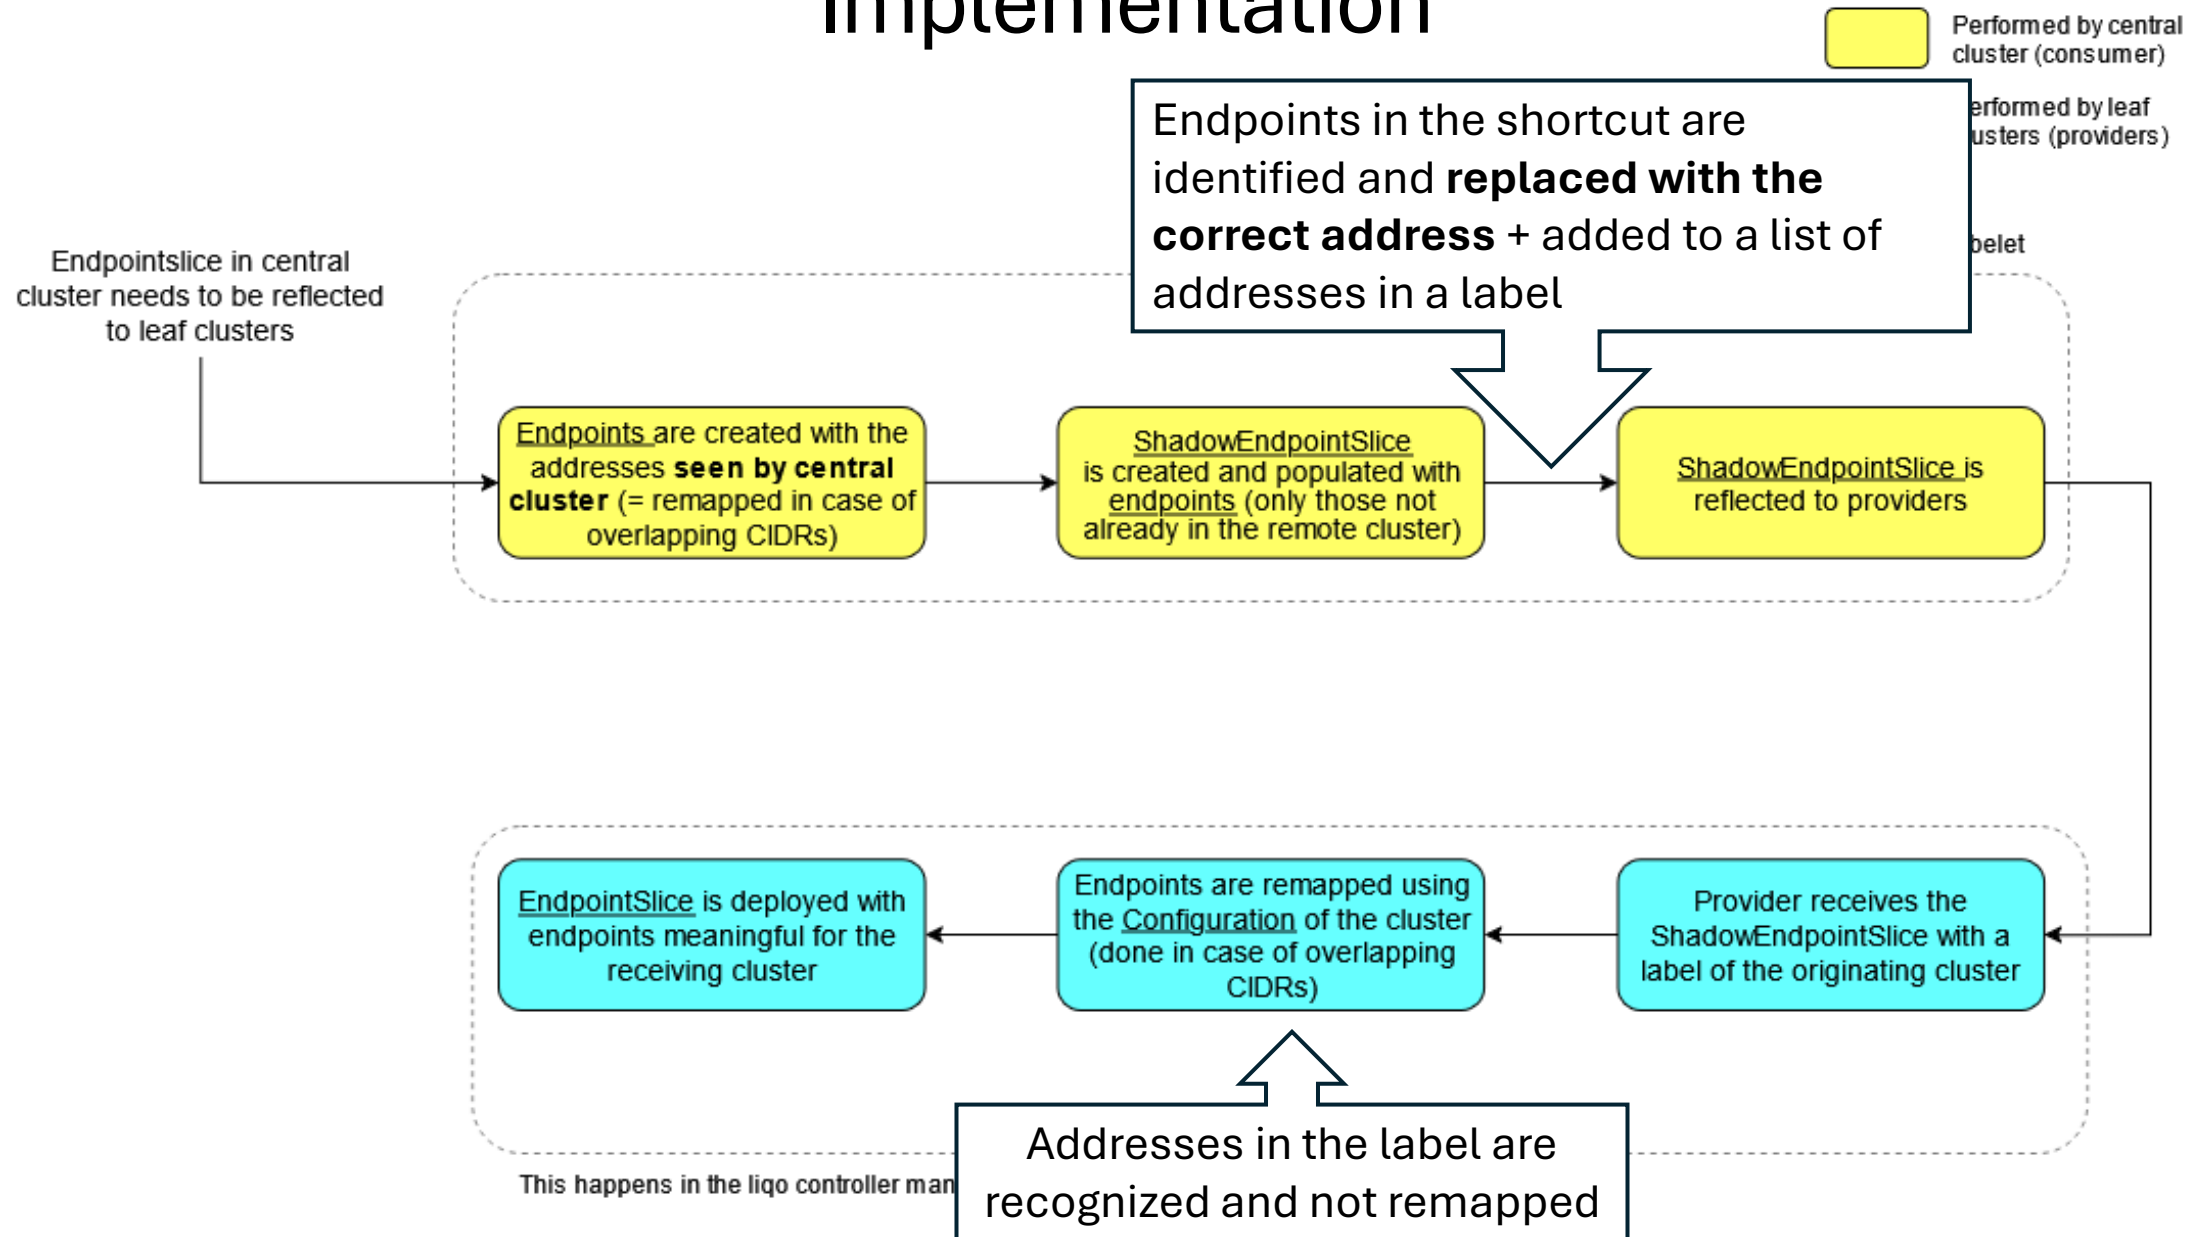 Implementation
Performed by central
cluster (consumer)
Endpoints in the shortcut are
identified and replaced with the
correct address + added to a list of
addresses in a label
erformed by leaf
usters (providers)
belet
Endpointslice in central
cluster needs to be reflected
to leaf clusters
Endpoints are created with the
addresses seen by central
cluster (= remapped in case of
overlapping CIDRs)
ShadowEndpointSlice
is created and populated with
endpoints (only those not
already in the remote cluster)
ShadowEndpointSlice is
reflected to providers
EndpointSlice is deployed with
endpoints meaningful for the
receiving cluster
Endpoints are remapped using
the Configuration of the cluster
(done in case of overlapping
CIDRs)
Provider receives the
ShadowEndpointSlice with a
label of the originating cluster
This happens in the liqo controller man
Addresses in the label are
recognized and not remapped